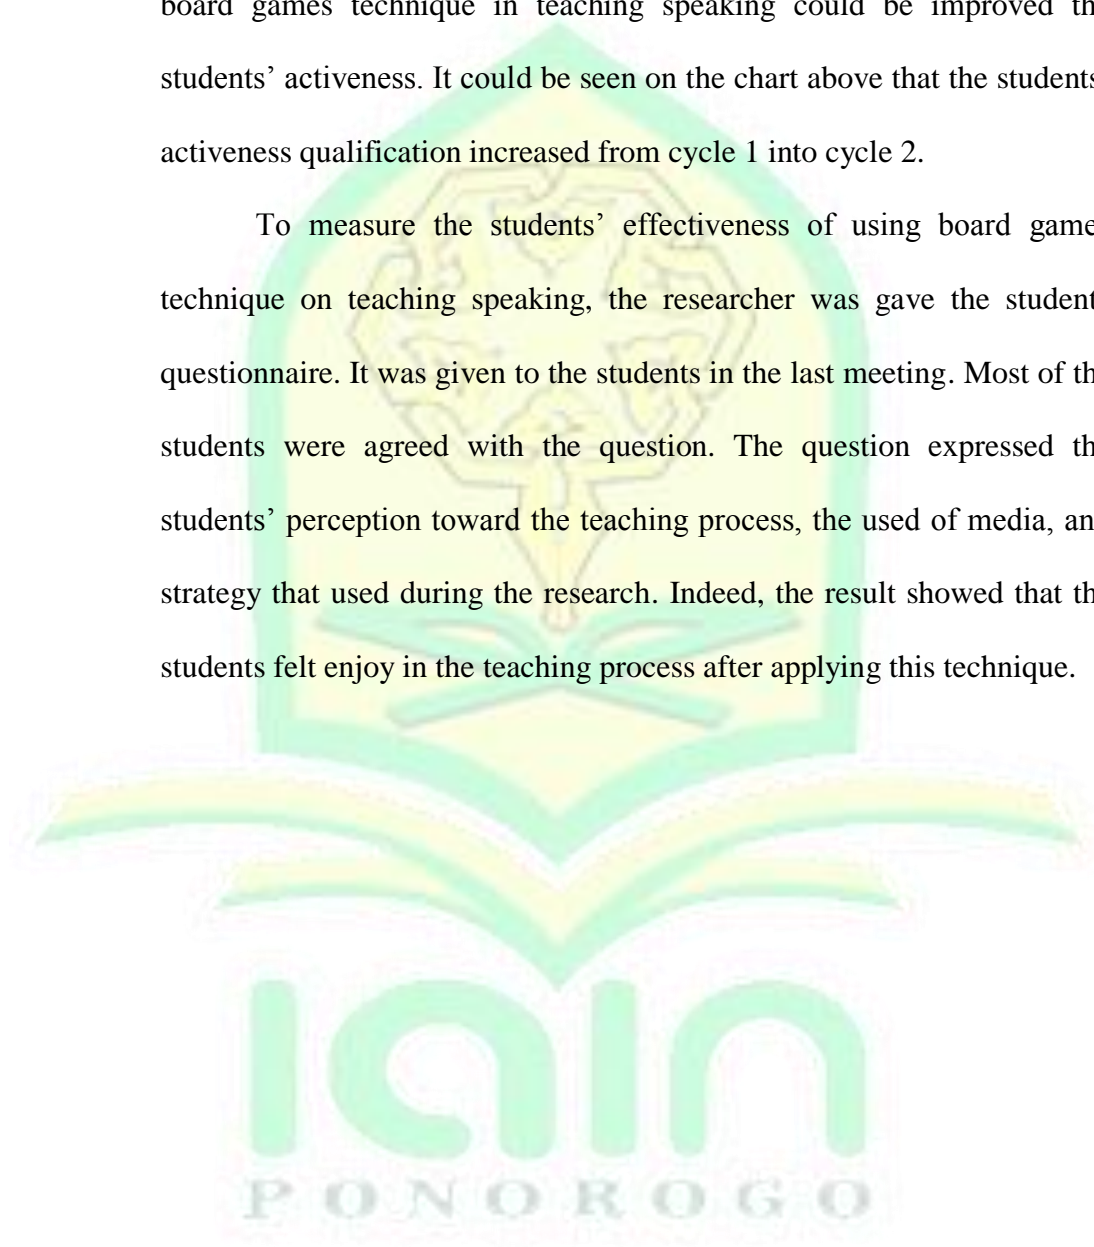 board games technique in teaching speaking could be improved th
students’ activeness. It could be seen on the chart above that the students
activeness qualification increased from cycle 1 into cycle 2.
To measure the students’ effectiveness of using board game
technique on teaching speaking, the researcher was gave the student
questionnaire. It was given to the students in the last meeting. Most of th
students were agreed with the question. The question expressed th
students’ perception toward the teaching process, the used of media, an
strategy that used during the research. Indeed, the result showed that th
students felt enjoy in the teaching process after applying this technique.
iain
PONOROGO